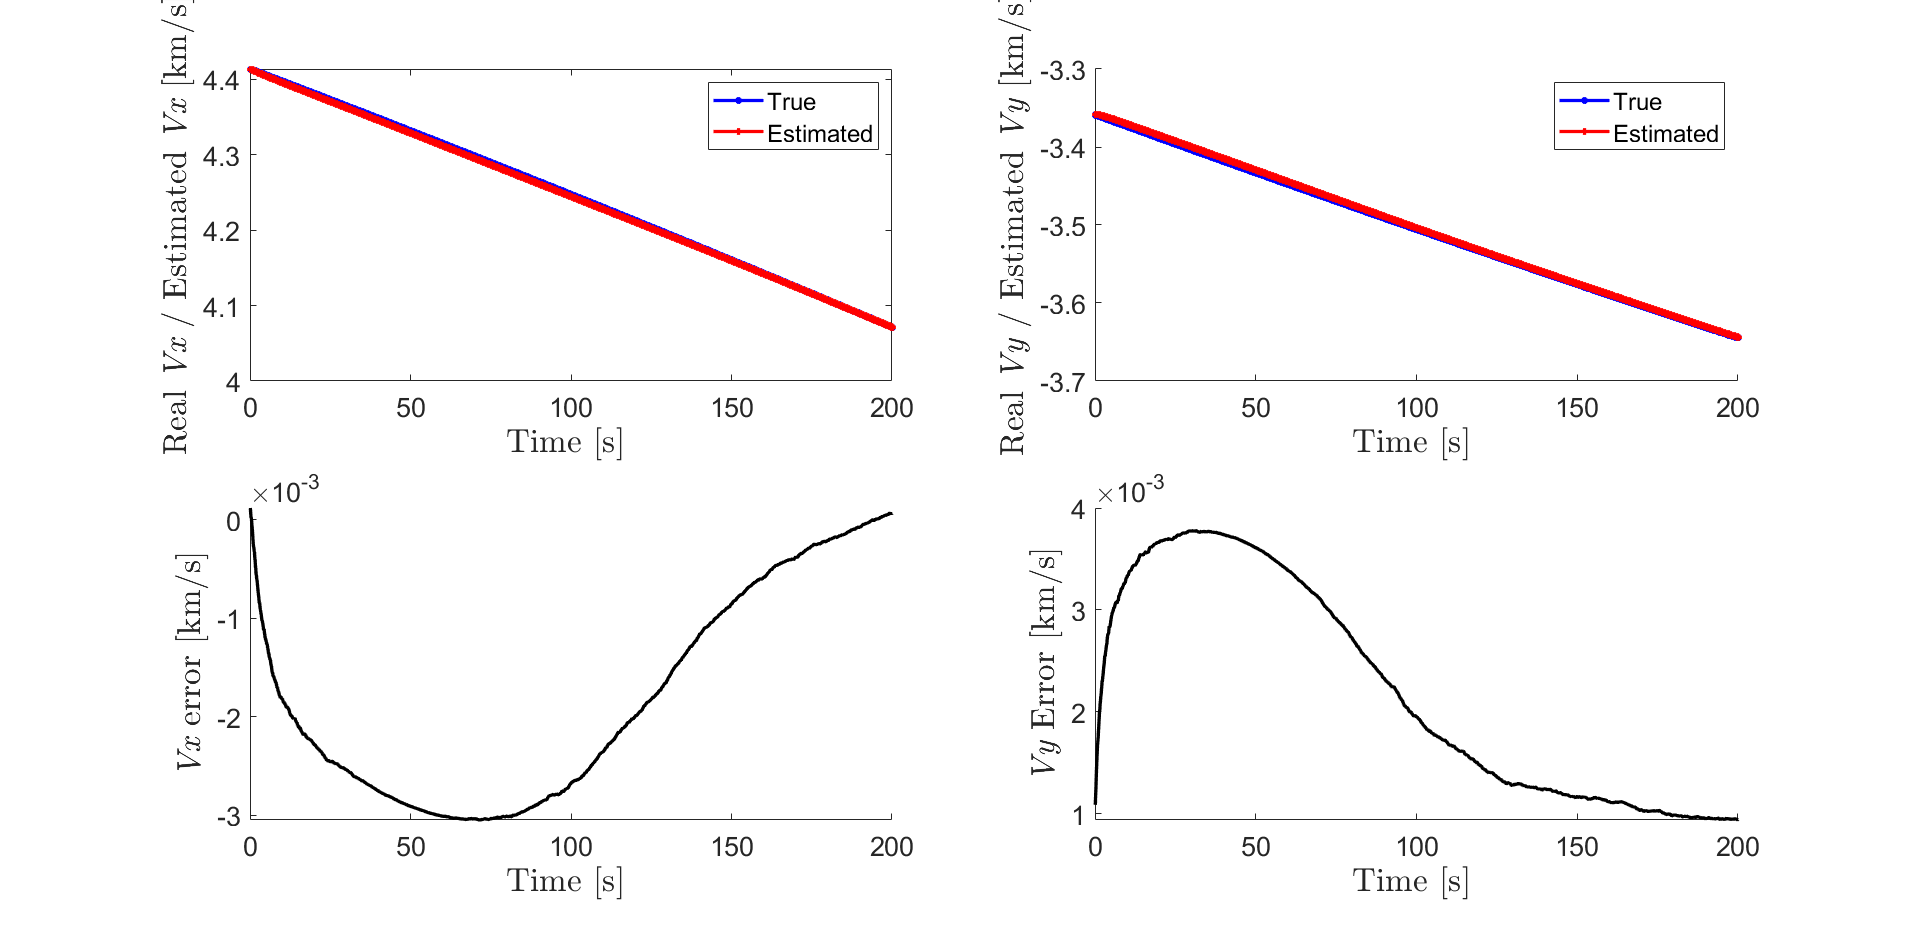 Real Vx / Estimated Vx [km/s]
4.4
4.3
4.2
4.1
4
0 50 100 150 200
Time [s]
True
Estimated
Real Vy / Estimated Vy [km/s]
-3.3
-3.4
-3.5
-3.6
-3.7
0 50 100 150 200
Time [s]
True
Estimated
×10-3
Vx error [km/s]
0
-1
-2
-3
0 50 100 150 200
Time [s]
×10-3
Vy Error [km/s]
4
3
2
1
0 50 100 150 200
Time [s]